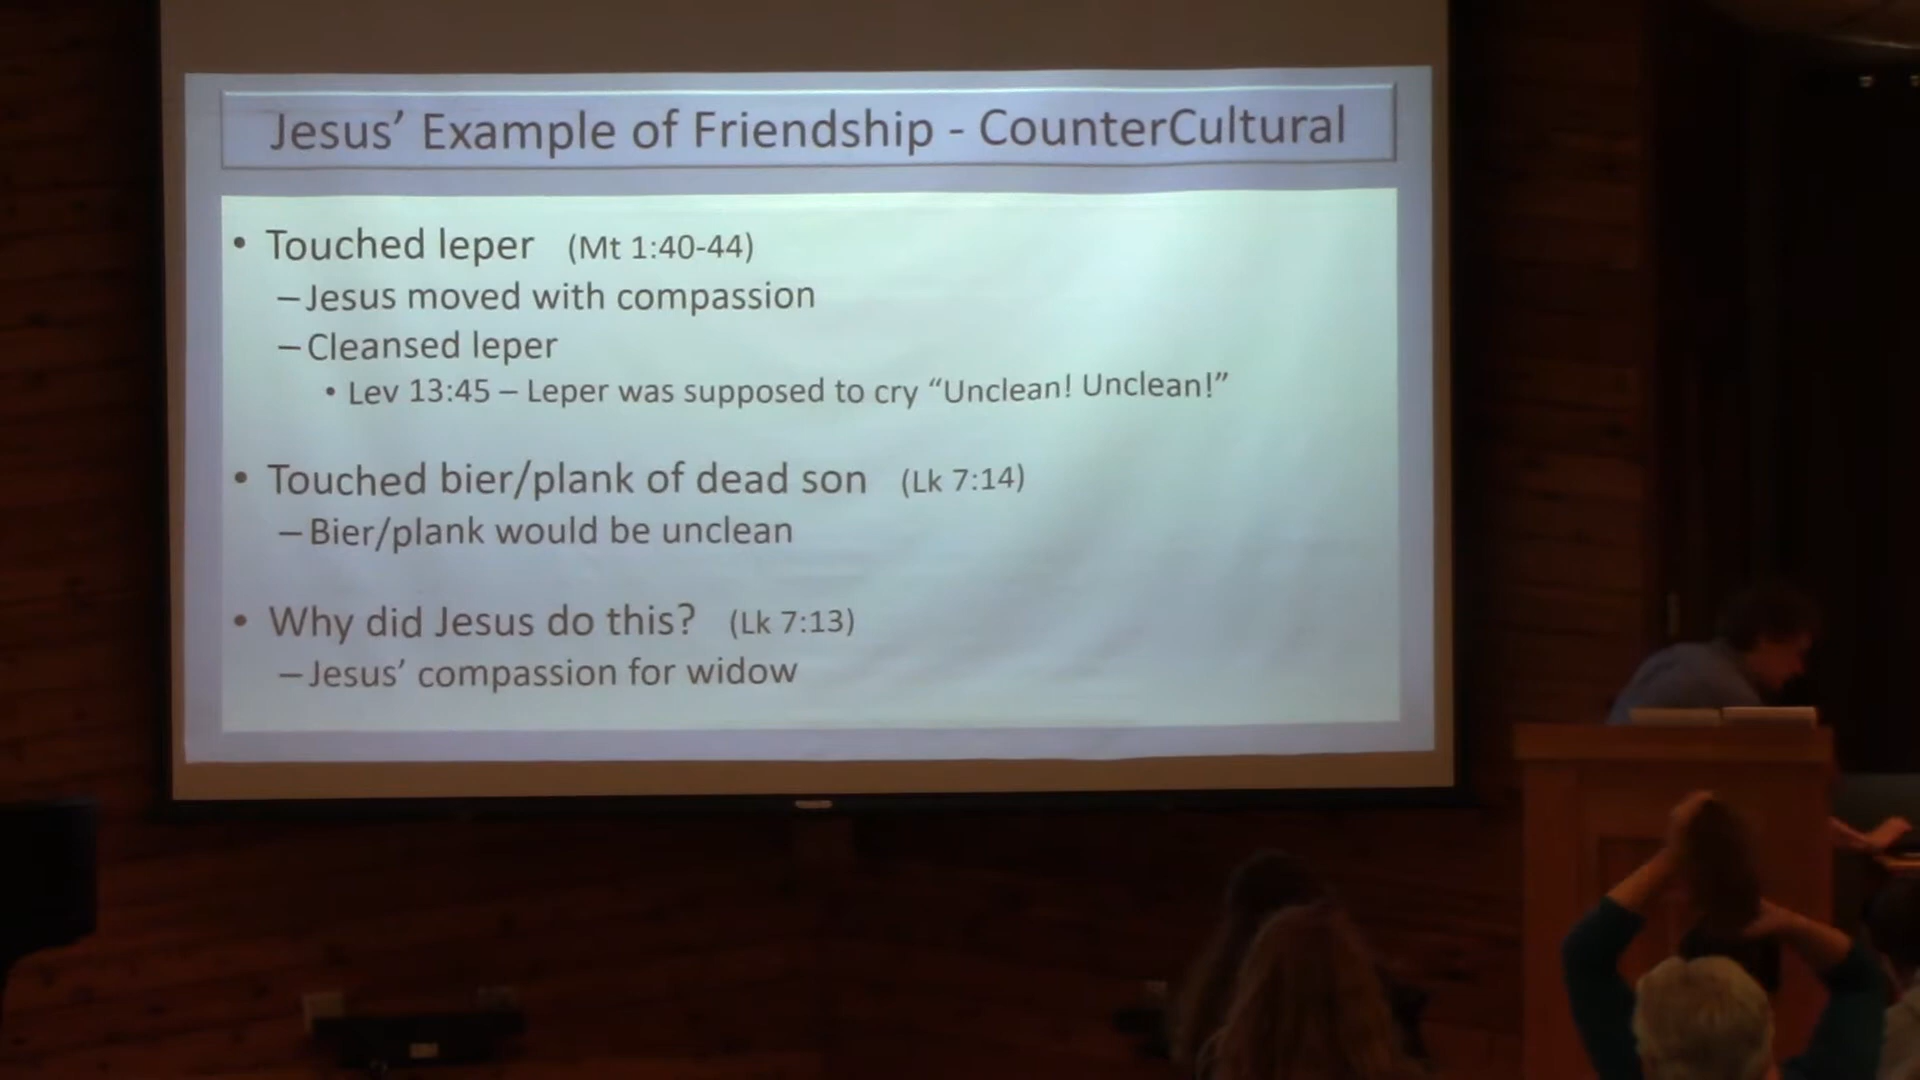 Jesus’ Example of Friendship - CounterCultural
• Touched leper (Mt 1:40-44)
– Jesus moved with compassion
– Cleansed leper
• Lev 13:45 – Leper was supposed to cry “Unclean! Unclean!”
• Touched bier/plank of dead son (Lk 7:14)
– Bier/plank would be unclean
• Why did Jesus do this? (Lk 7:13)
– Jesus’ compassion for widow